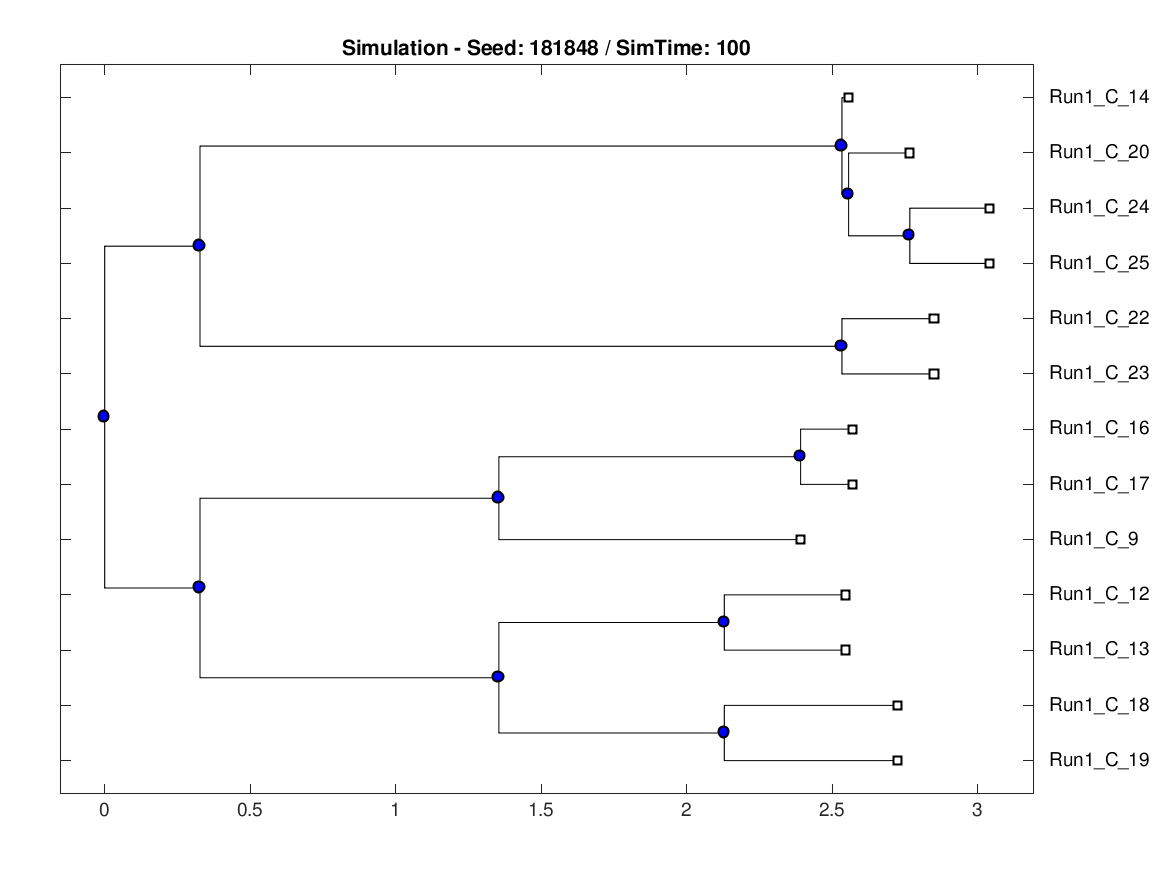 Simulation - Seed: 181848 / SimTime: 100
Run1_C_14
Run1_C_20
Run1_C_24
Run1_C_25
Run1_C_22
Run1_C_23
Run1_C_16
Run1_C_17
Run1_C_9
Run1_C_12
Run1_C_13
Run1_C_18
Run1_C_19
0 0.5 1 1.5 2 2.5 3